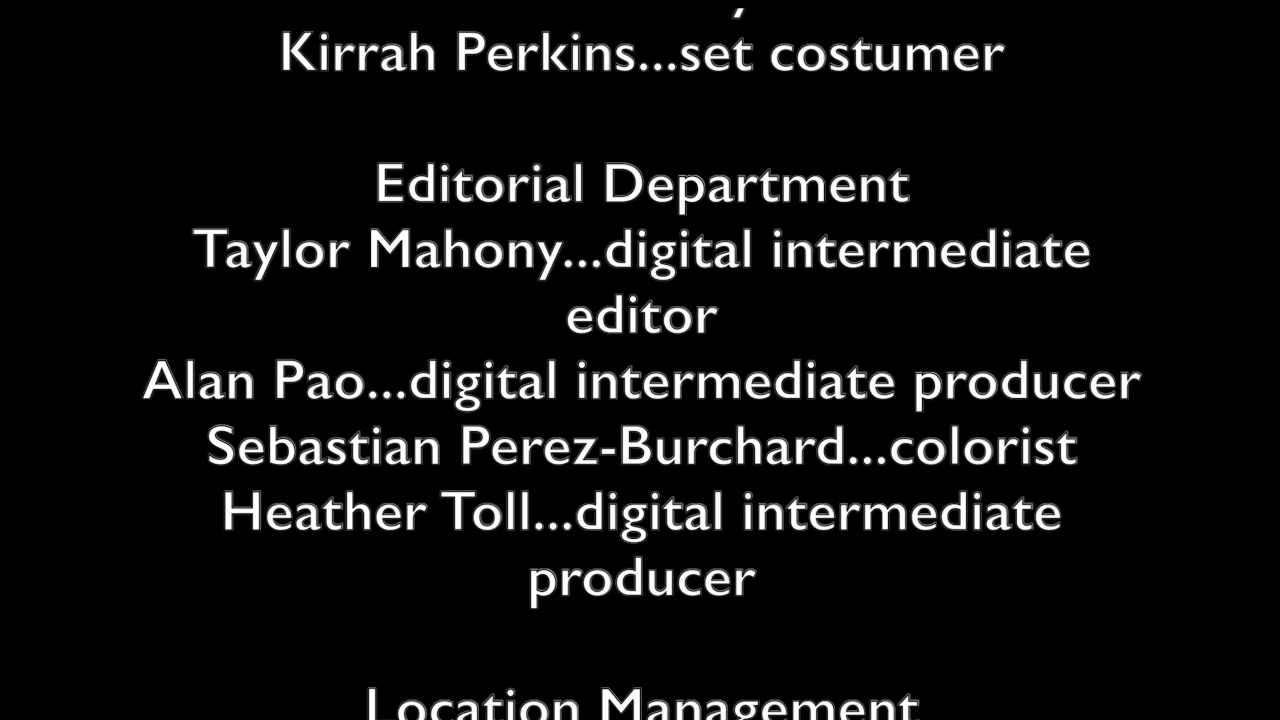 Kirrah Perkins...set costumer
Editorial Department
Taylor Mahony...digital intermediate
editor
Alan Pao...digital intermediate producer
Sebastian Perez-Burchard...colorist
Heather Toll...digital intermediate
producer
Location Management